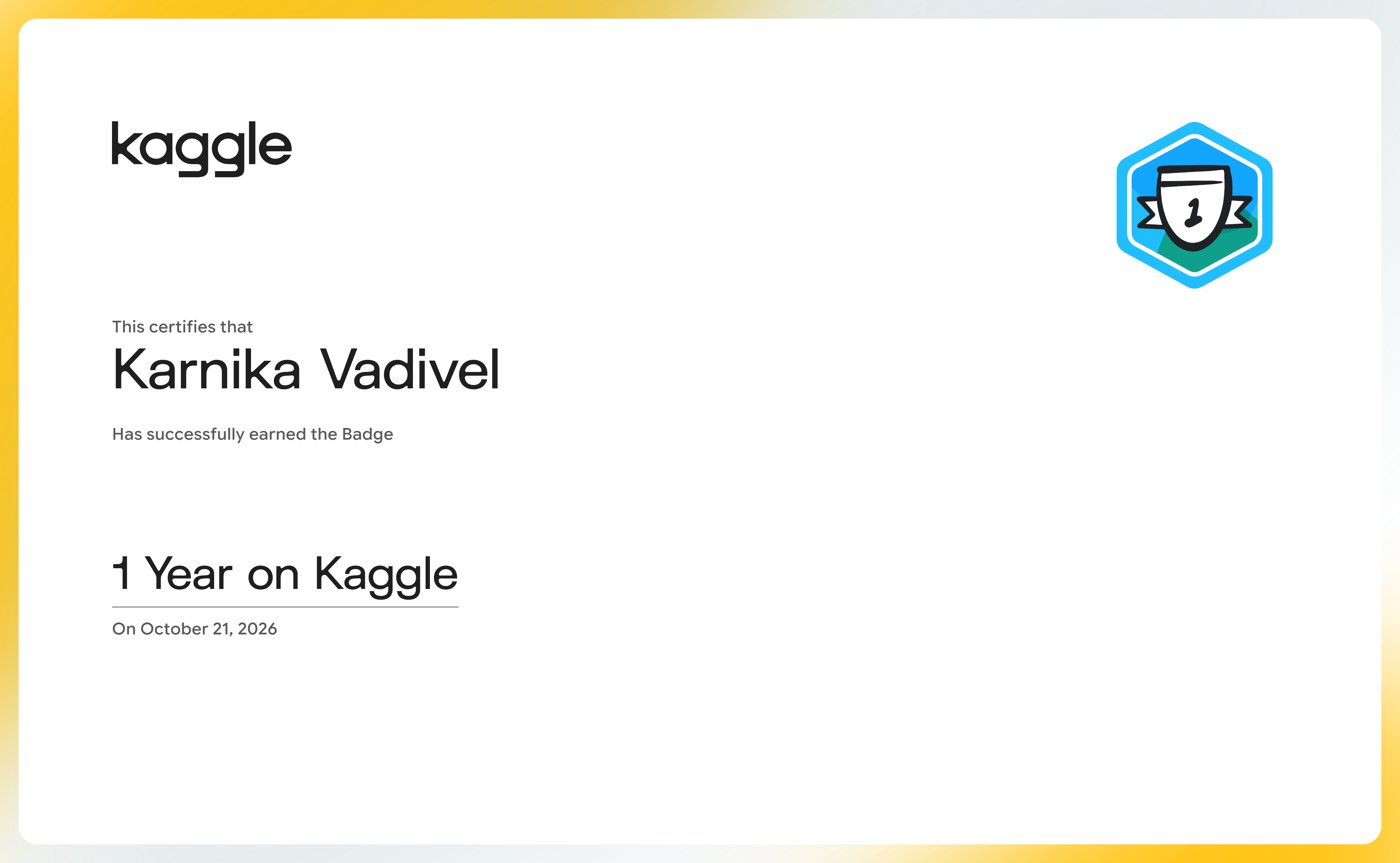 kaggle
1
This certifies that
Karnika Vadivel
Has successfully earned the Badge
1 Year on Kaggle
On October 21, 2026